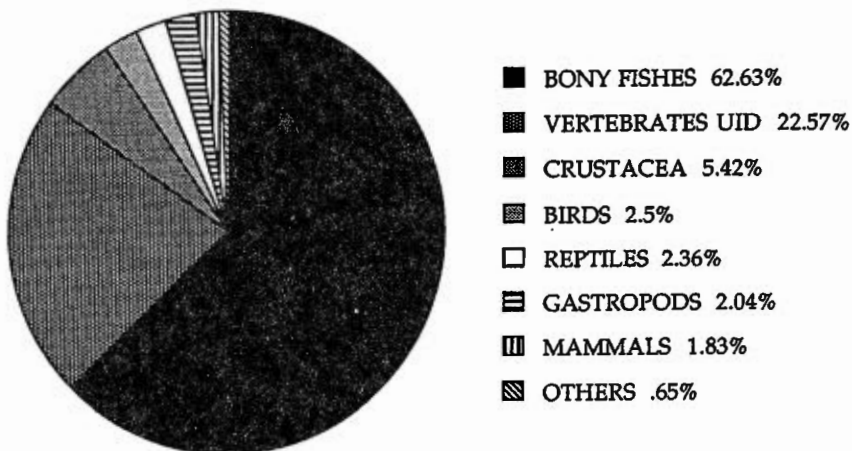 BONY FISHES 62.63%
VERTEBRATES UID 22.57%
CRUSTACEA 5.42%
BIRDS 2.5%
REPTILES 2.36%
GASTROPODS 2.04%
MAMMALS 1.83%
OTHERS .65%